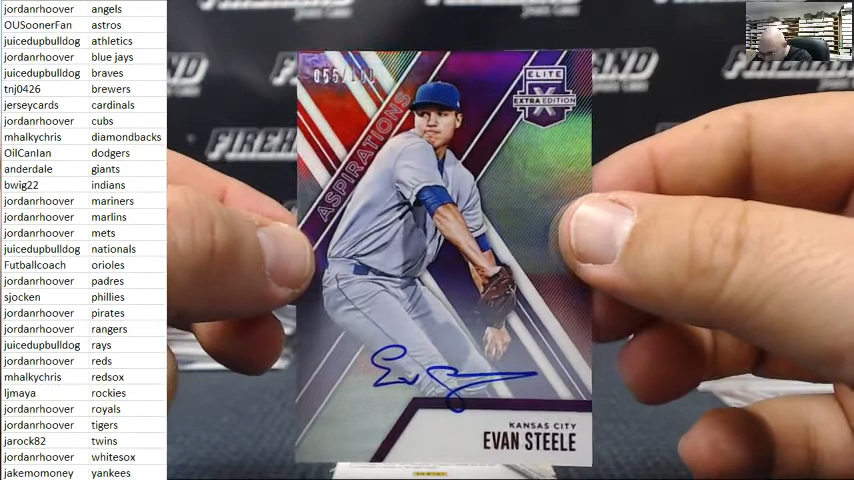 jordanrhoover angels
OUSoonerFan astros
juicedupbulldog athletics
jordanrhoover blue jays
juicedupbulldog braves
tnj0426 brewers
jerseycards cardinals
jordanrhoover cubs
mhalkychris diamondbacks
OilCanIan dodgers
anderdale giants
bwig22 indians
jordanrhoover mariners
jordanrhoover marlins
jordanrhoover mets
juicedupbulldog nationals
Futballcoach orioles
jordanrhoover padres
sjocken phillies
jordanrhoover pirates
jordanrhoover rangers
juicedupbulldog rays
jordanrhoover reds
mhalkychris redsox
ljmaya rockies
jordanrhoover royals
jordanrhoover tigers
jarock82 twins
jordanrhoover whitesox
jakemomoney yankees
055/100
ELITE
X
EXTRA EDITION
ASPIRATIONS
KANSAS CITY
EVAN STEELE
FIREHAND